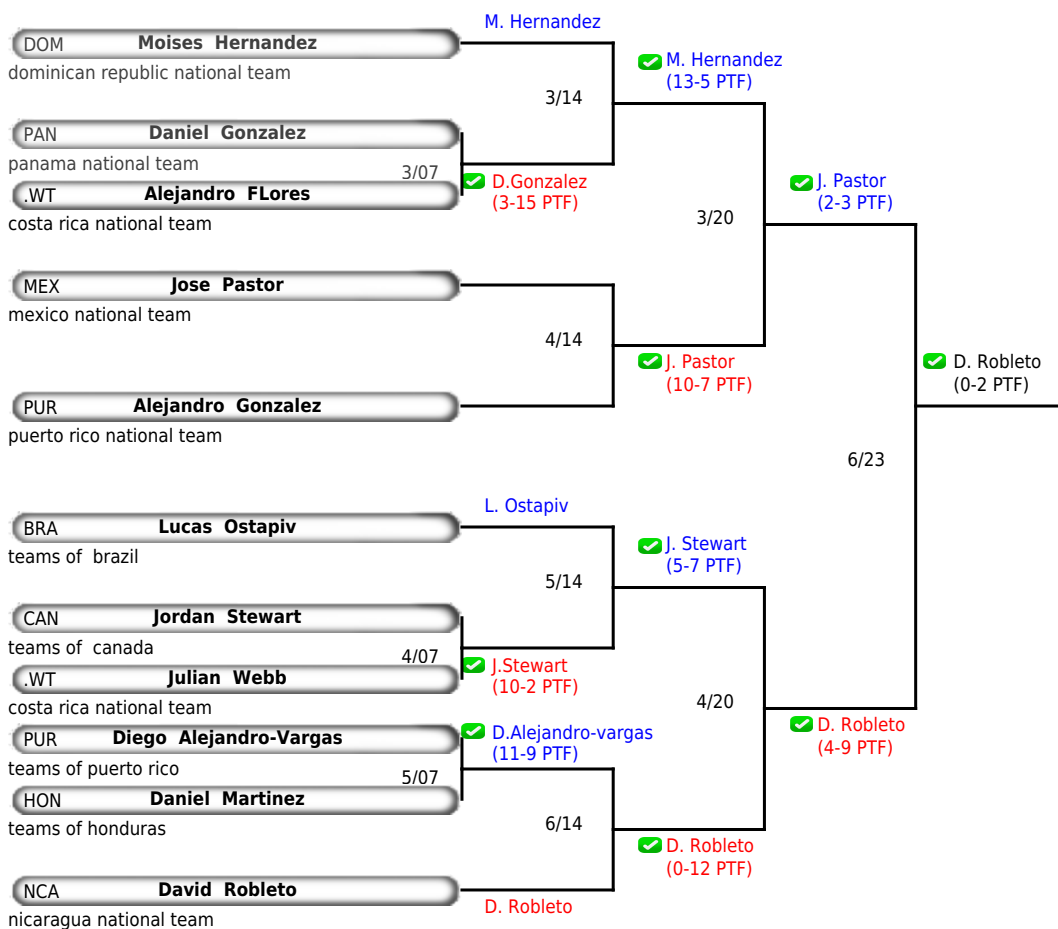 M. Hernandez
DOM Moises Hernandez
dominican republic national team
M. Hernandez
(13-5 PTF)
3/14
PAN Daniel Gonzalez
panama national team
3/07
.WT Alejandro FLores
costa rica national team
D.Gonzalez
(3-15 PTF)
J. Pastor
(2-3 PTF)
3/20
MEX Jose Pastor
mexico national team
4/14
J. Pastor
(10-7 PTF)
D. Robleto
(0-2 PTF)
PUR Alejandro Gonzalez
puerto rico national team
6/23
L. Ostapiv
BRA Lucas Ostapiv
teams of brazil
J. Stewart
(5-7 PTF)
5/14
CAN Jordan Stewart
teams of canada
4/07
.WT Julian Webb
costa rica national team
J.Stewart
(10-2 PTF)
4/20
PUR Diego Alejandro-Vargas
teams of puerto rico
D.Alejandro-vargas
(11-9 PTF)
D. Robleto
(4-9 PTF)
5/07
HON Daniel Martinez
teams of honduras
6/14
D. Robleto
(0-12 PTF)
NCA David Robleto
nicaragua national team
D. Robleto